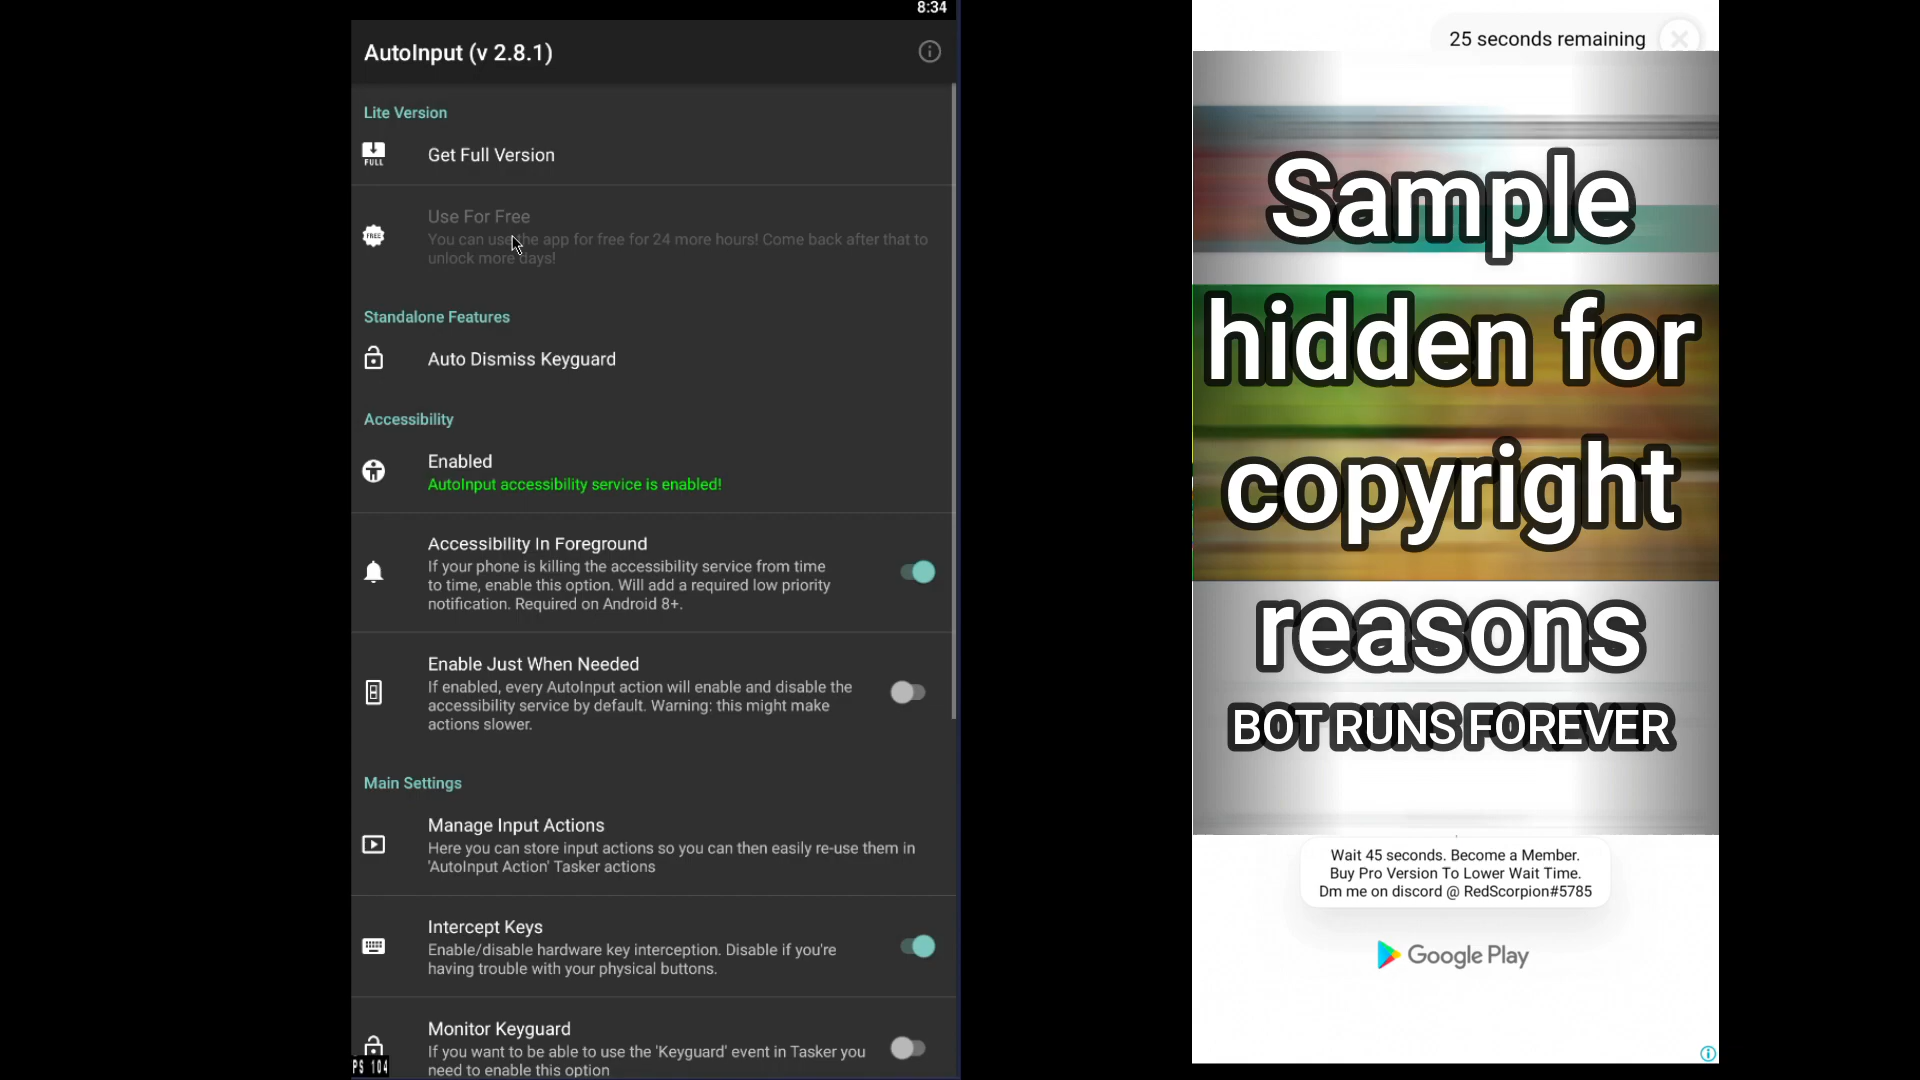 8:34
AutoInput (v 2.8.1)
Lite Version
FULL
Get Full Version
Use For Free
FREE
You can use the app for free for 24 more hours! Come back after that to
unlock more days!
Standalone Features
Auto Dismiss Keyguard
Accessibility
Enabled
AutoInput accessibility service is enabled!
Accessibility In Foreground
If your phone is killing the accessibility service from time
to time, enable this option. Will add a required low priority
notification. Required on Android 8+.
Enable Just When Needed
If enabled, every AutoInput action will enable and disable the
accessibility service by default. Warning: this might make
actions slower.
Main Settings
Manage Input Actions
Here you can store input actions so you can then easily re-use them in
'AutoInput Action' Tasker actions
Intercept Keys
Enable/disable hardware key interception. Disable if you're
having trouble with your physical buttons.
Monitor Keyguard
If you want to be able to use the 'Keyguard' event in Tasker you
need to enable this option
PS 104
25 seconds remaining
Sample
hidden for
copyright
reasons
BOT RUNS FOREVER
Wait 45 seconds. Become a Member.
Buy Pro Version To Lower Wait Time.
Dm me on discord @ RedScorpion#5785
Google Play